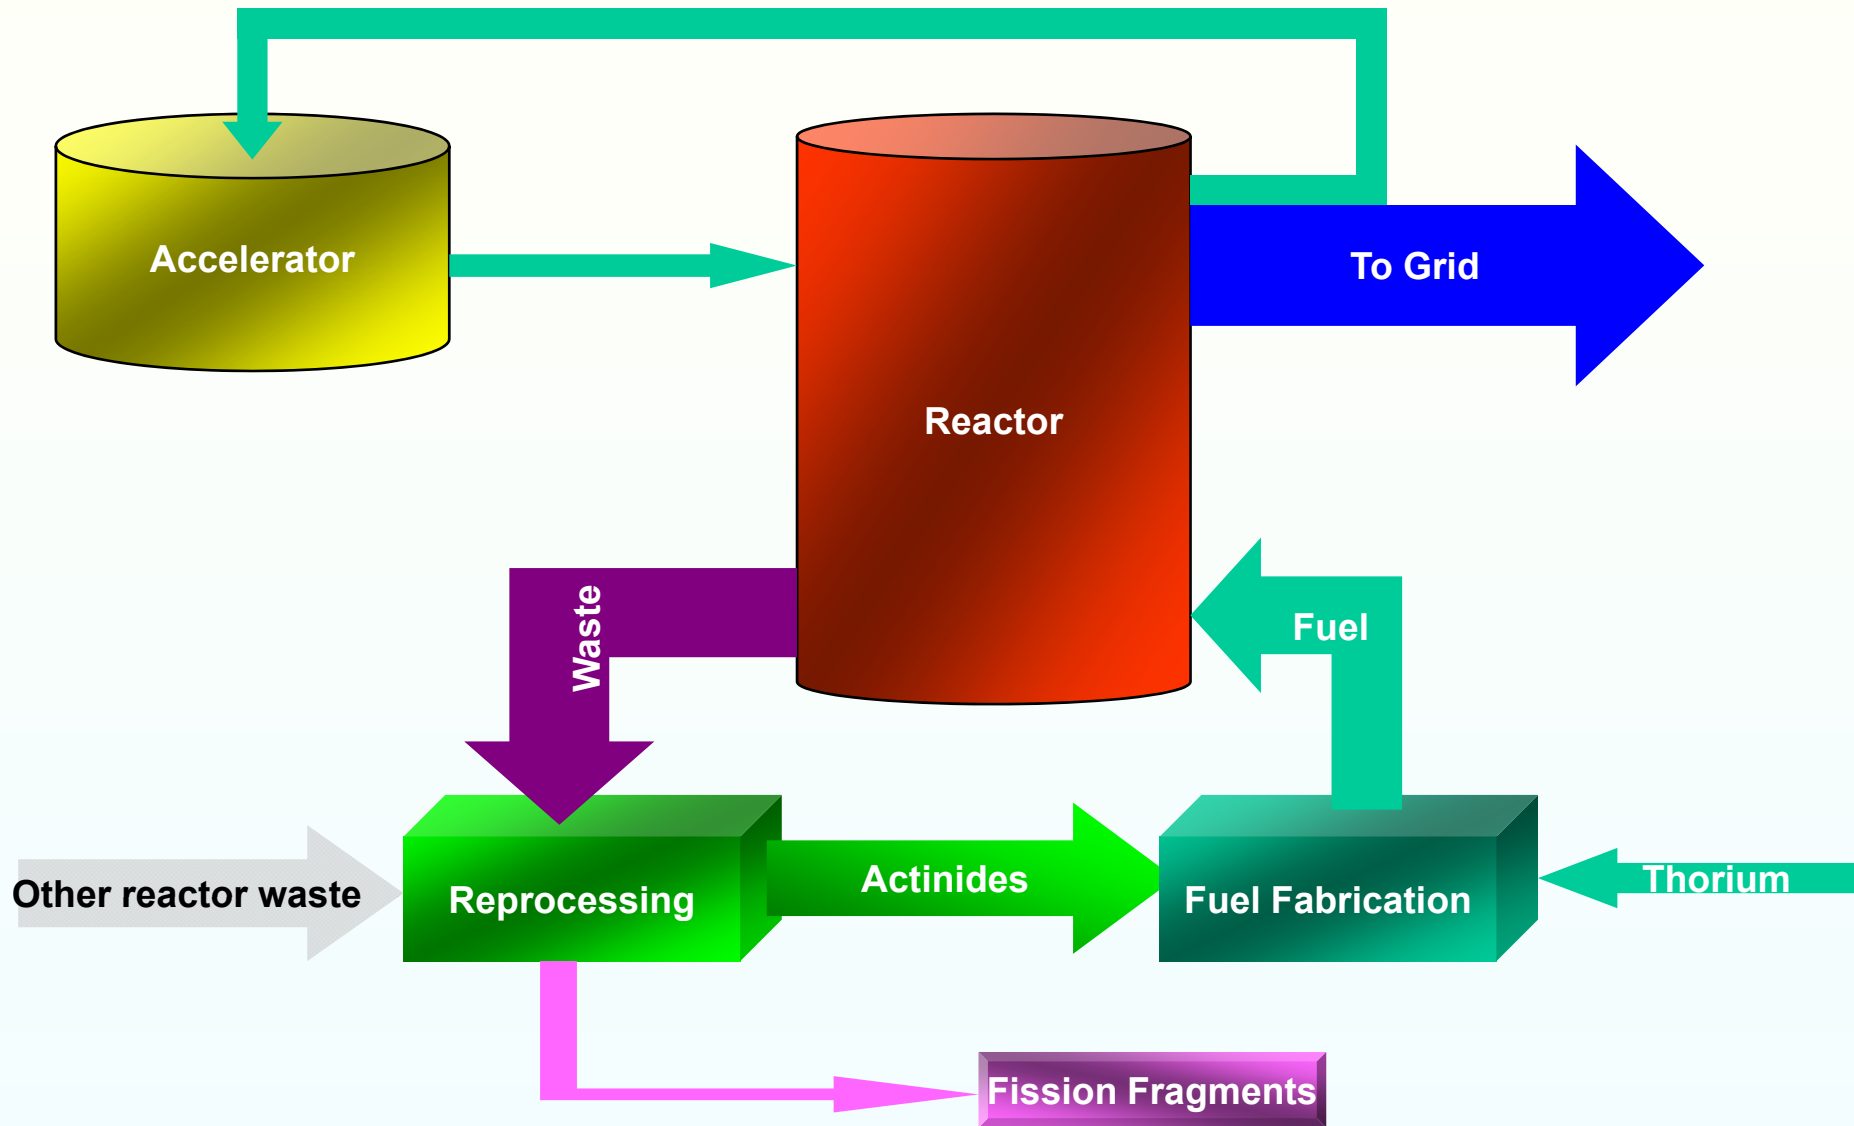 Accelerator
To Grid
Reactor
Waste
Fuel
Other reactor waste
Reprocessing
Actinides
Fuel Fabrication
Thorium
Fission Fragments